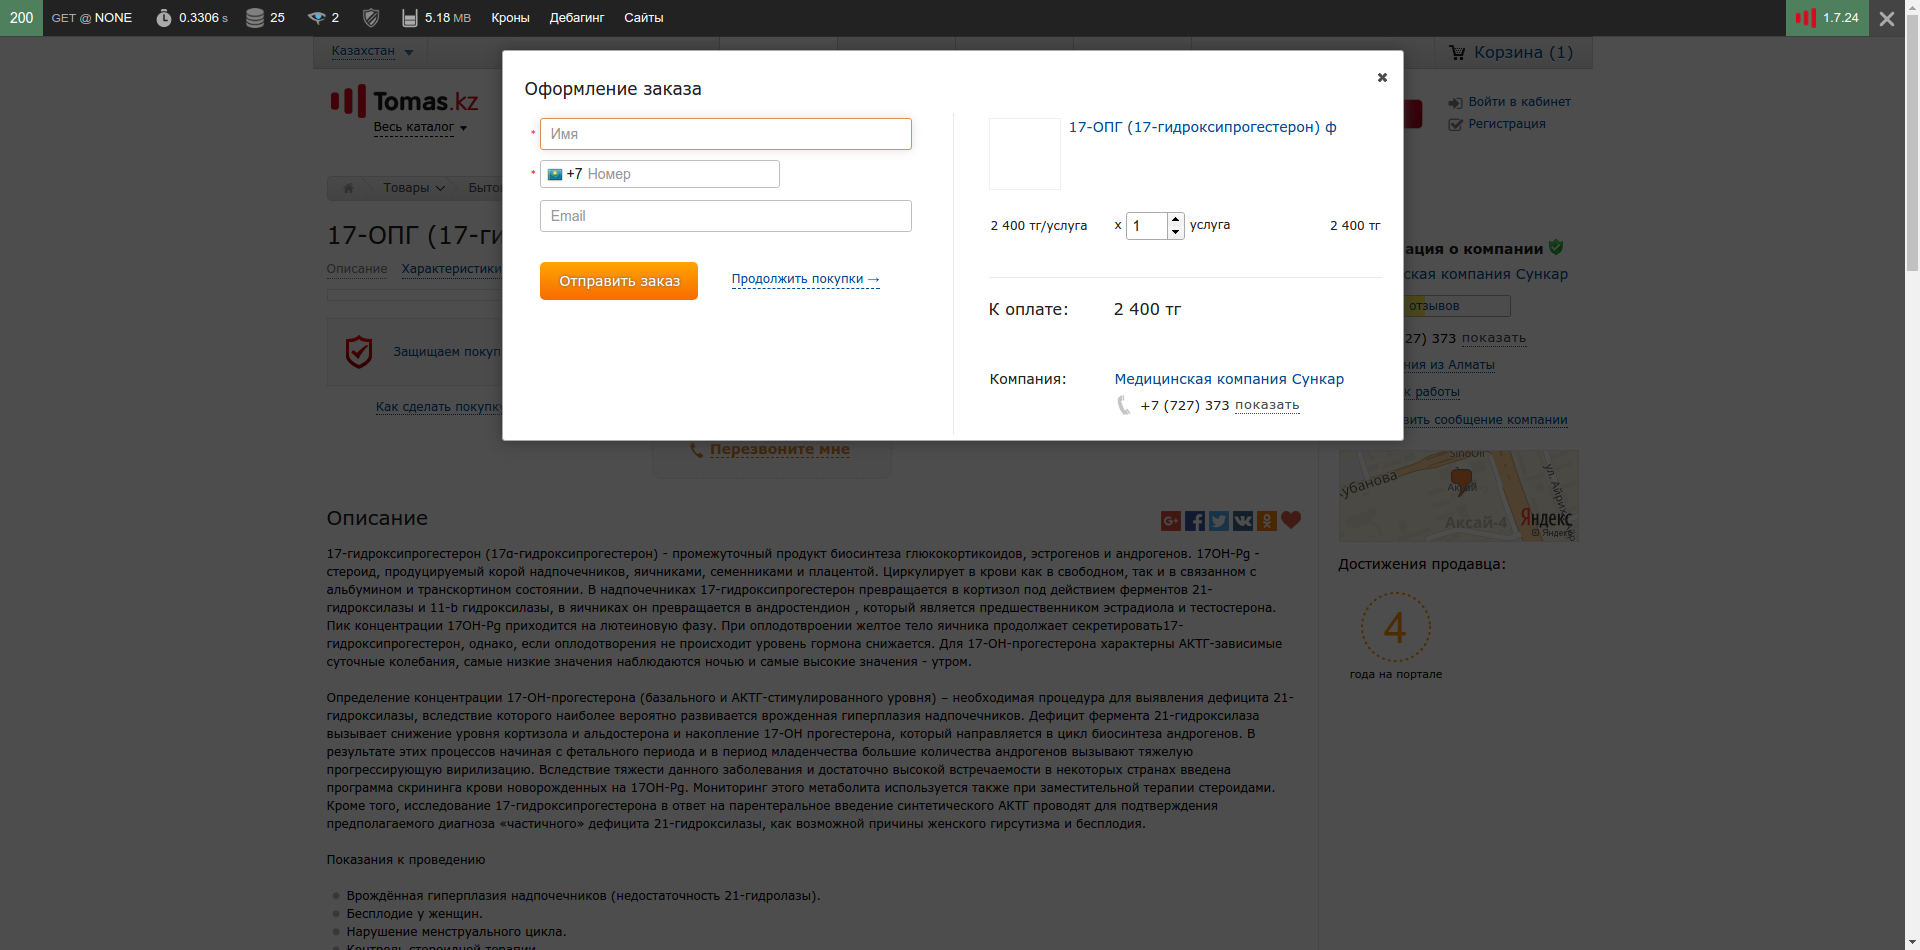 200 GET @ NONE 0.3306 s 25 2 5.18 MB Кроны Дебагинг Сайты 1.7.24
Казахстан
Корзина (1)
Tomas.kz
Весь каталог
Войти в кабинет
Регистрация
Товары
17-ОПГ (17-ги
Описание Характеристики
Защищаем покуп
Как сделать покупку
Оформление заказа
* Имя
* +7 Номер
Email
Отправить заказ Продолжить покупки →
17-ОПГ (17-гидроксипрогестерон) ф
2 400 тг/услуга x 1 услуга 2 400 тг
К оплате: 2 400 тг
Компания: Медицинская компания Сункар
+7 (727) 373 показать
ация о компании
ская компания Сункар
отзывов
27) 373 показать
ния из Алматы
к работы
вить сообщение компании
Перезвоните мне
SinoOil
кубанова
ул. Айрик
Аксай
Аксай-4
Яндекс
© Яндекс
Достижения продавца:
4
года на портале
Описание
17-гидроксипрогестерон (17α-гидроксипрогестерон) - промежуточный продукт биосинтеза глюкокортикоидов, эстрогенов и андрогенов. 17OH-Pg -
стероид, продуцируемый корой надпочечников, яичниками, семенниками и плацентой. Циркулирует в крови как в свободном, так и в связанном с
альбумином и транскортином состоянии. В надпочечниках 17-гидроксипрогестерон превращается в кортизол под действием ферментов 21-
гидроксилазы и 11-b гидроксилазы, в яичниках он превращается в андростендион , который является предшественником эстрадиола и тестостерона.
Пик концентрации 17OH-Pg приходится на лютеиновую фазу. При оплодотвроении желтое тело яичника продолжает секретировать17-
гидроксипрогестерон, однако, если оплодотворения не происходит уровень гормона снижается. Для 17-ОН-прогестерона характерны АКТГ-зависимые
суточные колебания, самые низкие значения наблюдаются ночью и самые высокие значения - утром.
Определение концентрации 17-ОН-прогестерона (базального и АКТГ-стимулированного уровня) – необходимая процедура для выявления дефицита 21-
гидроксилазы, вследствие которого наиболее вероятно развивается врожденная гиперплазия надпочечников. Дефицит фермента 21-гидроксилаза
вызывает снижение уровня кортизола и альдостерона и накопление 17-ОН прогестерона, который направляется в цикл биосинтеза андрогенов. В
результате этих процессов начиная с фетального периода и в период младенчества большие количества андрогенов вызывают тяжелую
прогрессирующую вирилизацию. Вследствие тяжести данного заболевания и достаточно высокой встречаемости в некоторых странах введена
программа скрининга крови новорожденных на 17OH-Pg. Мониторинг этого метаболита используется также при заместительной терапии стероидами.
Кроме того, исследование 17-гидроксипрогестерона в ответ на парентеральное введение синтетического АКТГ проводят для подтверждения
предполагаемого диагноза «частичного» дефицита 21-гидроксилазы, как возможной причины женского гирсутизма и бесплодия.
Показания к проведению
Врождённая гиперплазия надпочечников (недостаточность 21-гидролазы).
Бесплодие у женщин.
Нарушение менструального цикла.
Контроль стероидной терапии